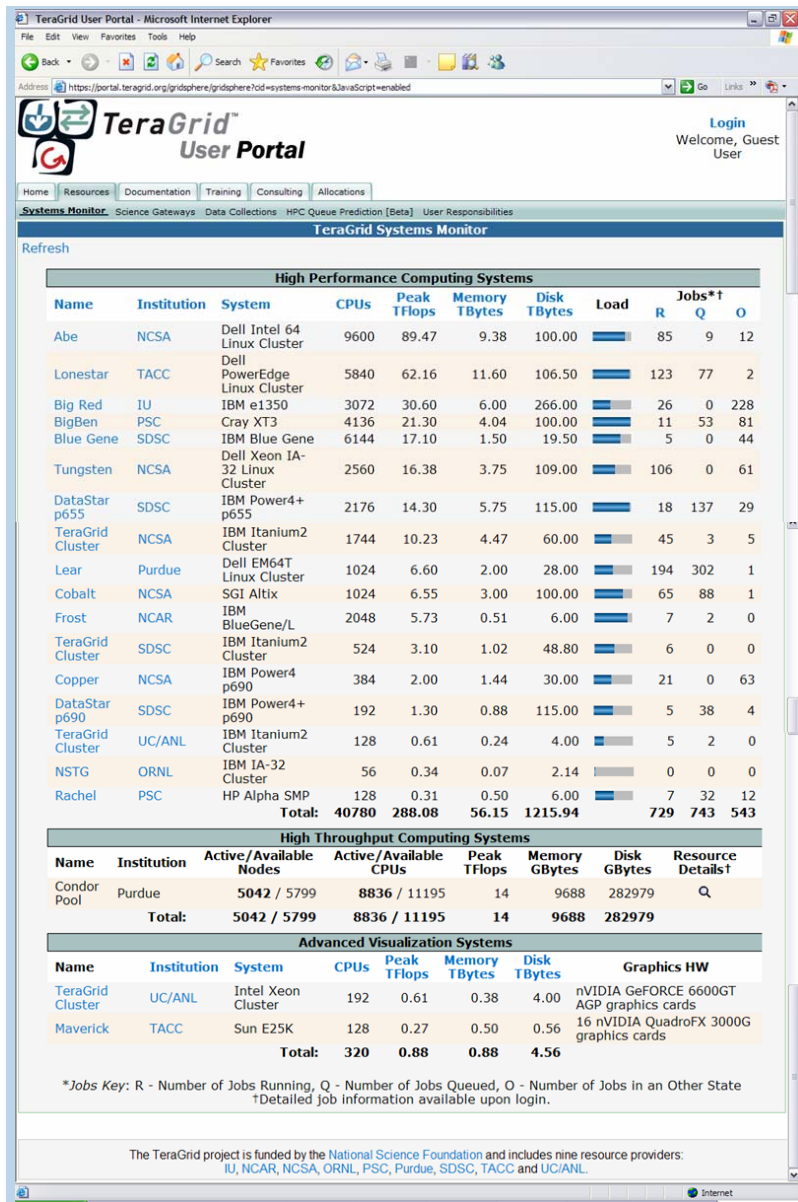 TeraGrid User Portal - Microsoft Internet Explorer
File Edit View Favorites Tools Help
Back Search Favorites
Address https://portal.teragrid.org/gridsphere/gridsphere?cid=systems-monitor&JavaScript=enabled Go Links »
TeraGrid™
User Portal
Login
Welcome, Guest
User
Home Resources Documentation Training Consulting Allocations
Systems Monitor Science Gateways Data Collections HPC Queue Prediction [Beta] User Responsibilities
TeraGrid Systems Monitor
Refresh
High Performance Computing Systems
Name Institution System CPUs Peak TFlops Memory TBytes Disk TBytes Load Jobs*† R Q O
Abe NCSA Dell Intel 64 Linux Cluster 9600 89.47 9.38 100.00 85 9 12
Lonestar TACC Dell PowerEdge Linux Cluster 5840 62.16 11.60 106.50 123 77 2
Big Red IU IBM e1350 3072 30.60 6.00 266.00 26 0 228
BigBen PSC Cray XT3 4136 21.30 4.04 100.00 11 53 81
Blue Gene SDSC IBM Blue Gene 6144 17.10 1.50 19.50 5 0 44
Tungsten NCSA Dell Xeon IA-32 Linux Cluster 2560 16.38 3.75 109.00 106 0 61
DataStar p655 SDSC IBM Power4+ p655 2176 14.30 5.75 115.00 18 137 29
TeraGrid Cluster NCSA IBM Itanium2 Cluster 1744 10.23 4.47 60.00 45 3 5
Lear Purdue Dell EM64T Linux Cluster 1024 6.60 2.00 28.00 194 302 1
Cobalt NCSA SGI Altix 1024 6.55 3.00 100.00 65 88 1
Frost NCAR IBM BlueGene/L 2048 5.73 0.51 6.00 7 2 0
TeraGrid Cluster SDSC IBM Itanium2 Cluster 524 3.10 1.02 48.80 6 0 0
Copper NCSA IBM Power4 p690 384 2.00 1.44 30.00 21 0 63
DataStar p690 SDSC IBM Power4+ p690 192 1.30 0.88 115.00 5 38 4
TeraGrid Cluster UC/ANL IBM Itanium2 Cluster 128 0.61 0.24 4.00 5 2 0
NSTG ORNL IBM IA-32 Cluster 56 0.34 0.07 2.14 0 0 0
Rachel PSC HP Alpha SMP 128 0.31 0.50 6.00 7 32 12
Total: 40780 288.08 56.15 1215.94 729 743 543
High Throughput Computing Systems
Name Institution Active/Available Nodes Active/Available CPUs Peak TFlops Memory GBytes Disk GBytes Resource Details†
Condor Pool Purdue 5042 / 5799 8836 / 11195 14 9688 282979
Total: 5042 / 5799 8836 / 11195 14 9688 282979
Advanced Visualization Systems
Name Institution System CPUs Peak TFlops Memory TBytes Disk TBytes Graphics HW
TeraGrid Cluster UC/ANL Intel Xeon Cluster 192 0.61 0.38 4.00 nVIDIA GeFORCE 6600GT AGP graphics cards
Maverick TACC Sun E25K 128 0.27 0.50 0.56 16 nVIDIA QuadroFX 3000G graphics cards
Total: 320 0.88 0.88 4.56
*Jobs Key: R - Number of Jobs Running, Q - Number of Jobs Queued, O - Number of Jobs in an Other State
†Detailed job information available upon login.
The TeraGrid project is funded by the National Science Foundation and includes nine resource providers:
IU, NCAR, NCSA, ORNL, PSC, Purdue, SDSC, TACC and UC/ANL.
Internet